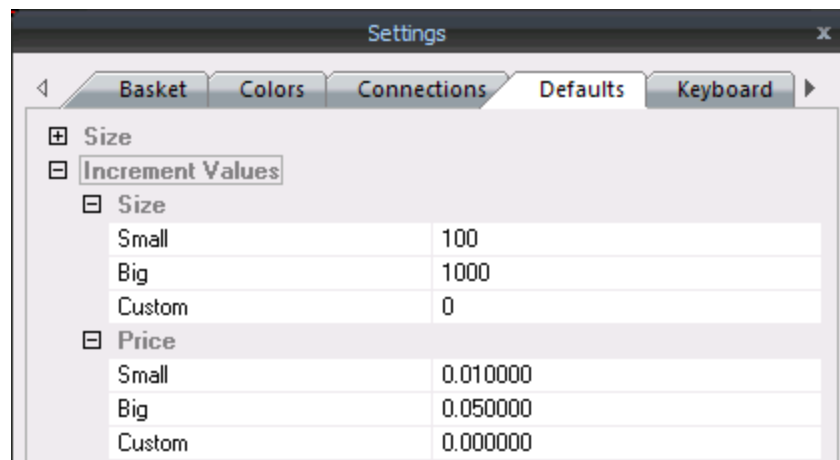 Settings
Basket Colors Connections Defaults Keyboard
Size
Increment Values
Size
Small 100
Big 1000
Custom 0
Price
Small 0.010000
Big 0.050000
Custom 0.000000